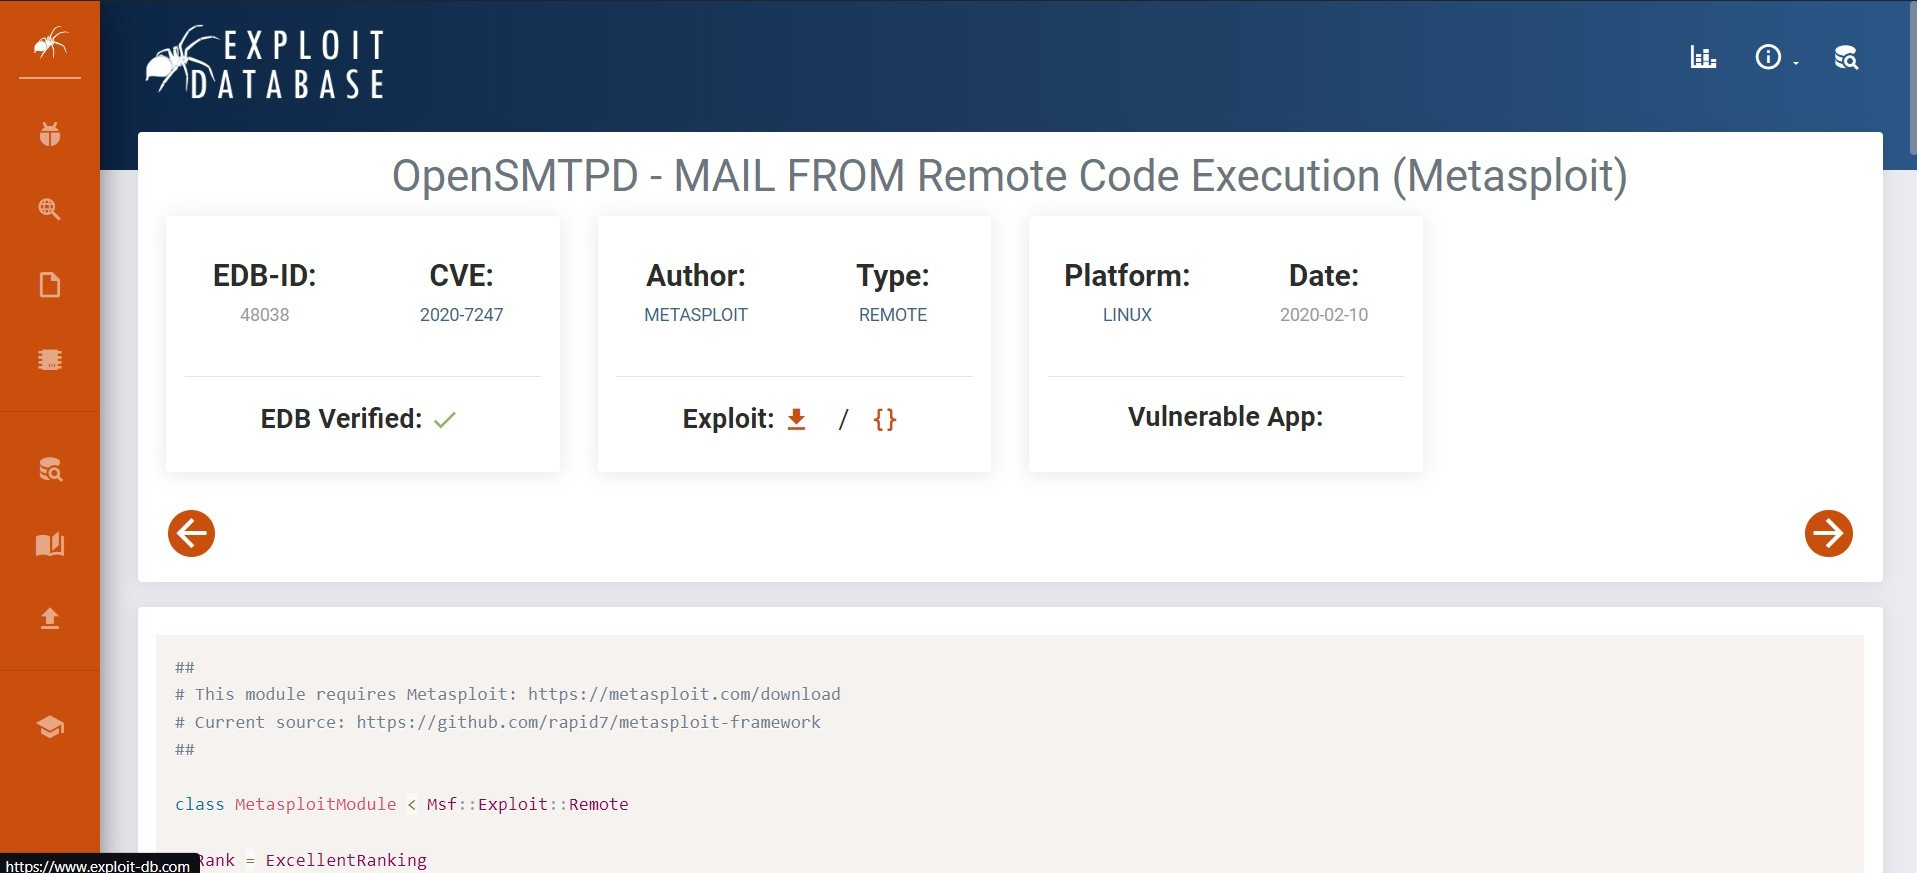 EXPLOIT
DATABASE
OpenSMTPD - MAIL FROM Remote Code Execution (Metasploit)
EDB-ID:
48038
CVE:
2020-7247
EDB Verified:
Author:
METASPLOIT
Type:
REMOTE
Exploit: / {}
Platform:
LINUX
Date:
2020-02-10
Vulnerable App:
##
# This module requires Metasploit: https://metasploit.com/download
# Current source: https://github.com/rapid7/metasploit-framework
##
class MetasploitModule < Msf::Exploit::Remote
Rank = ExcellentRanking
https://www.exploit-db.com